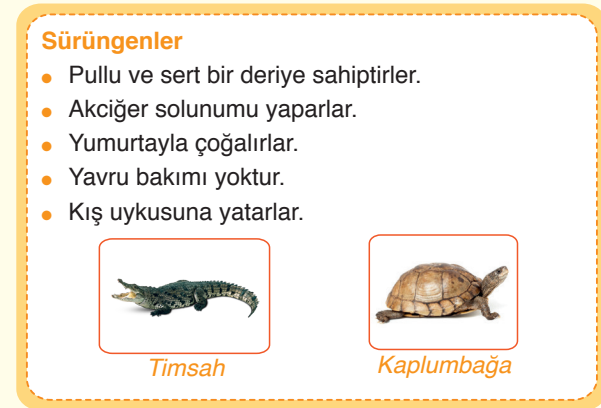 Sürüngenler
● Pullu ve sert bir deriye sahiptirler.
● Akciğer solunumu yaparlar.
● Yumurtayla çoğalırlar.
● Yavru bakımı yoktur.
● Kış uykusuna yatarlar.
Timsah
Kaplumbağa